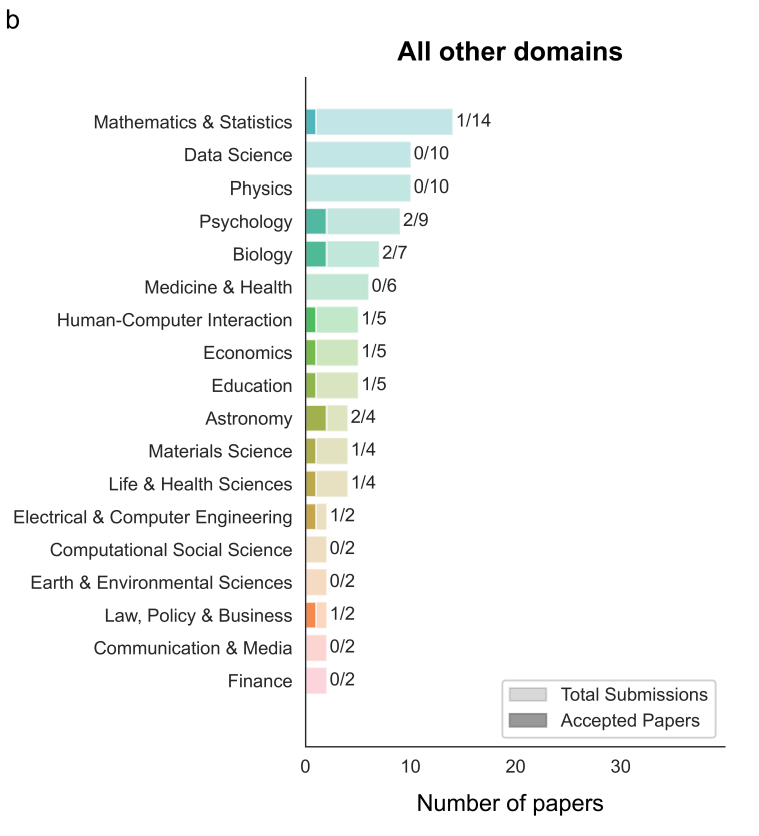 b
All other domains
Mathematics & Statistics 1/14
Data Science 0/10
Physics 0/10
Psychology 2/9
Biology 2/7
Medicine & Health 0/6
Human-Computer Interaction 1/5
Economics 1/5
Education 1/5
Astronomy 2/4
Materials Science 1/4
Life & Health Sciences 1/4
Electrical & Computer Engineering 1/2
Computational Social Science 0/2
Earth & Environmental Sciences 0/2
Law, Policy & Business 1/2
Communication & Media 0/2
Finance 0/2
Total Submissions
Accepted Papers
0 10 20 30
Number of papers